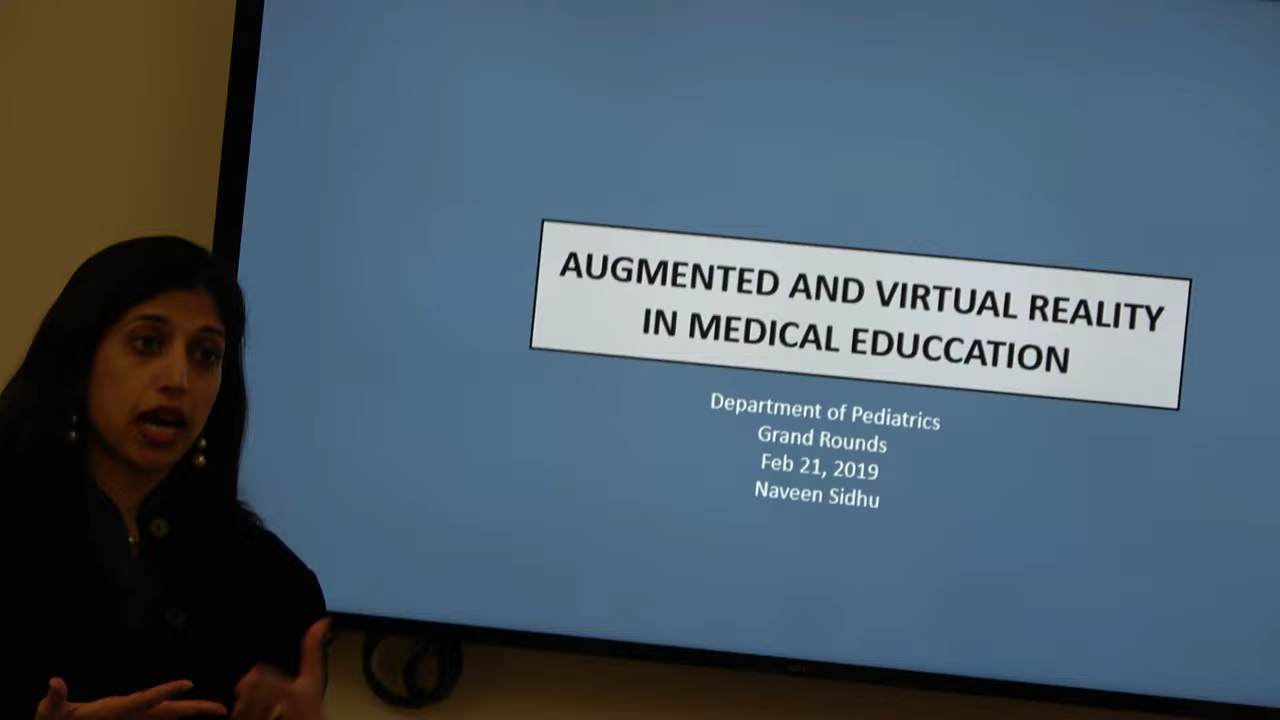 AUGMENTED AND VIRTUAL REALITY
IN MEDICAL EDUCCATION
Department of Pediatrics
Grand Rounds
Feb 21, 2019
Naveen Sidhu